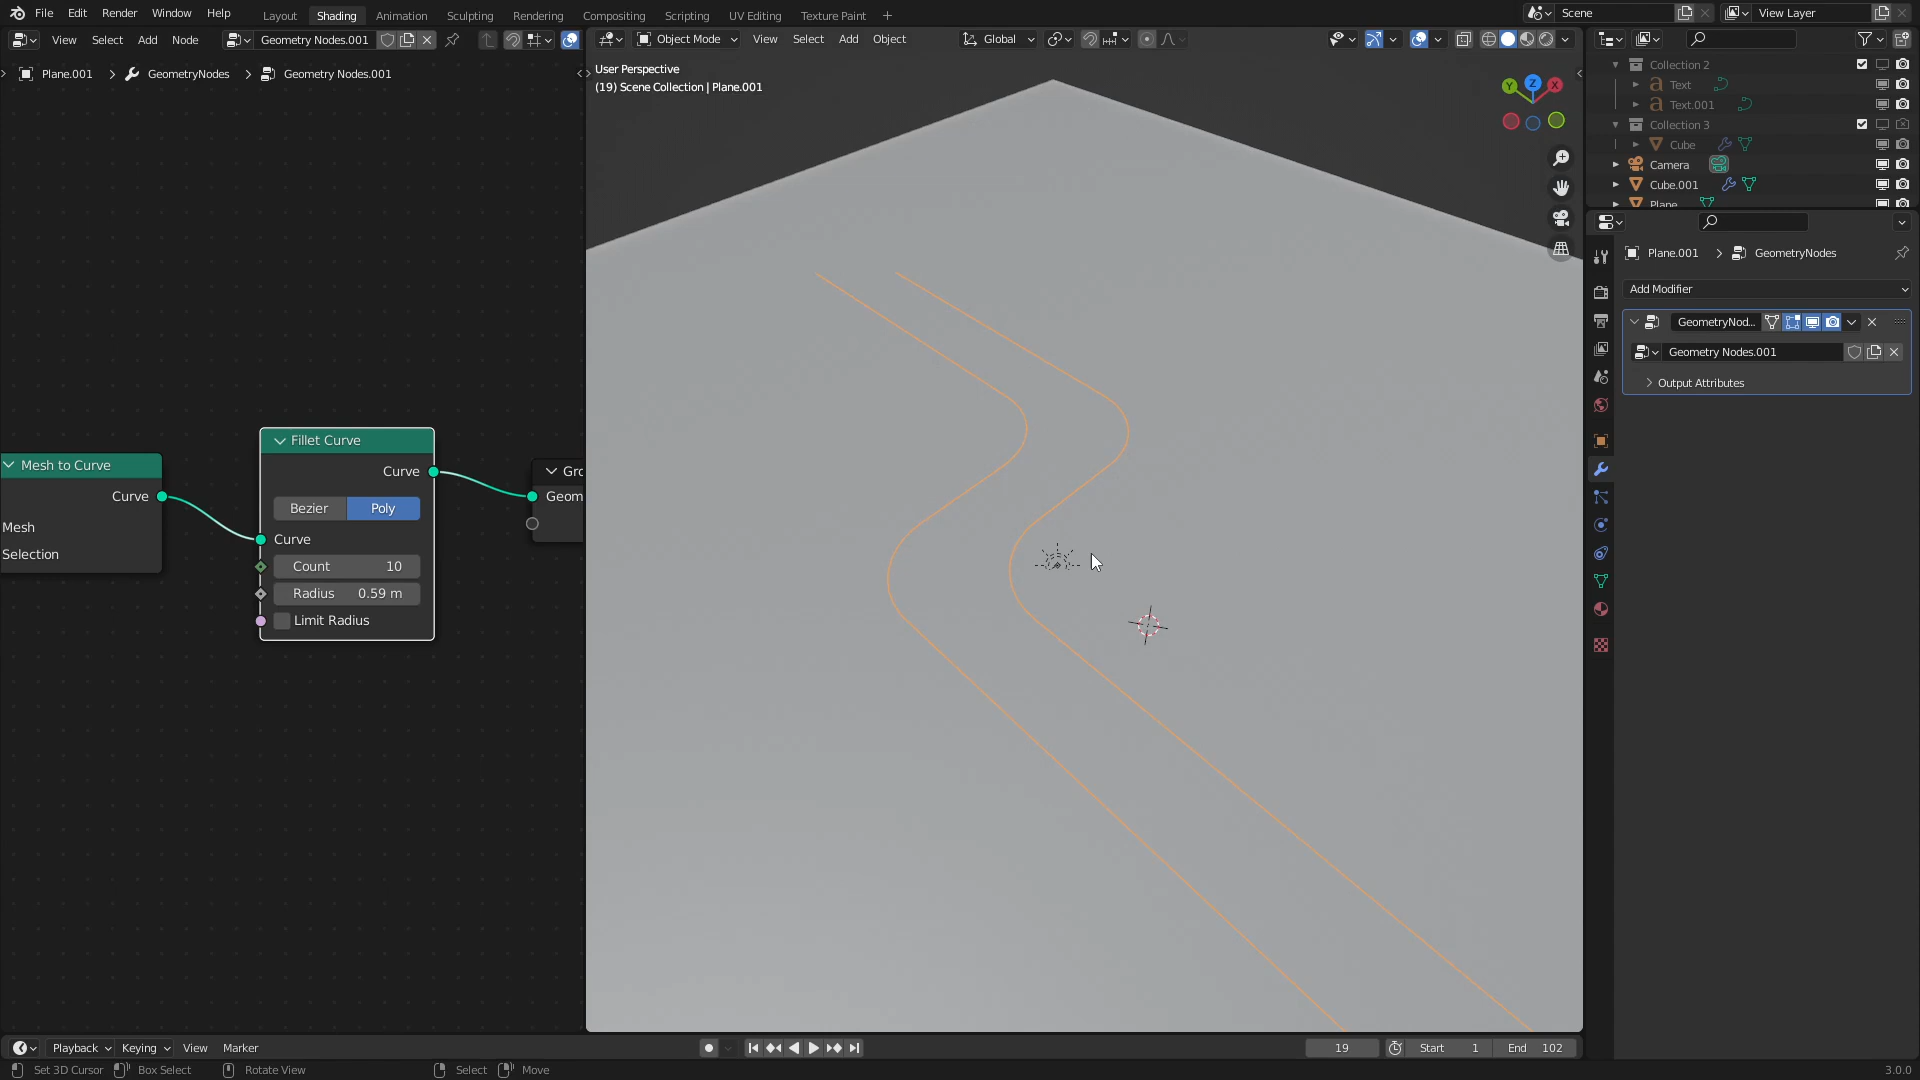 File Edit Render Window Help
Layout Shading Animation Sculpting Rendering Compositing Scripting UV Editing Texture Paint +
Scene
View Layer
View Select Add Node
Geometry Nodes.001
Object Mode View Select Add Object
Global
Plane.001 > GeometryNodes > Geometry Nodes.001
User Perspective
(19) Scene Collection | Plane.001
Y Z X
Collection 2
Text
Text.001
Collection 3
Cube
Camera
Cube.001
Plane
Plane.001 > GeometryNodes
Add Modifier
GeometryNod...
Geometry Nodes.001
Output Attributes
Mesh to Curve
Curve
Mesh
Selection
Fillet Curve
Curve
Bezier Poly
Curve
Count 10
Radius 0.59 m
Limit Radius
Gro
Geom
Playback Keying View Marker
19
Start 1
End 102
Set 3D Cursor Box Select Rotate View Select Move
3.0.0